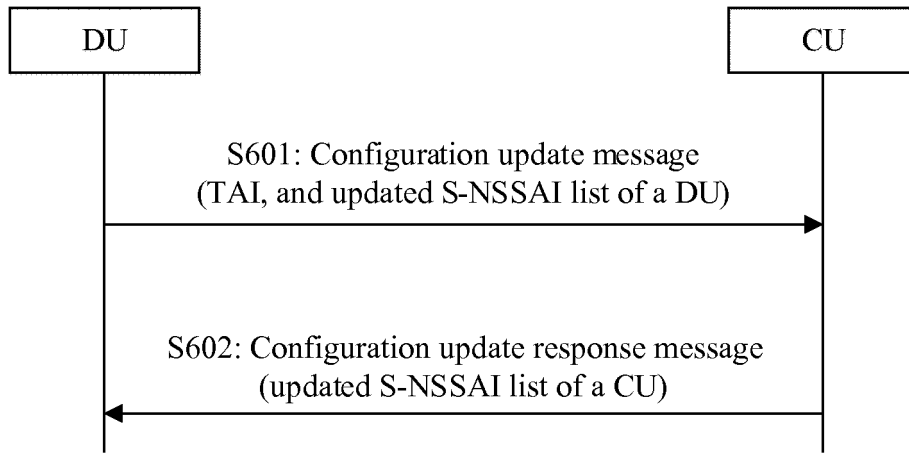 DU
CU
S601: Configuration update message
(TAI, and updated S-NSSAI list of a DU)
S602: Configuration update response message
(updated S-NSSAI list of a CU)